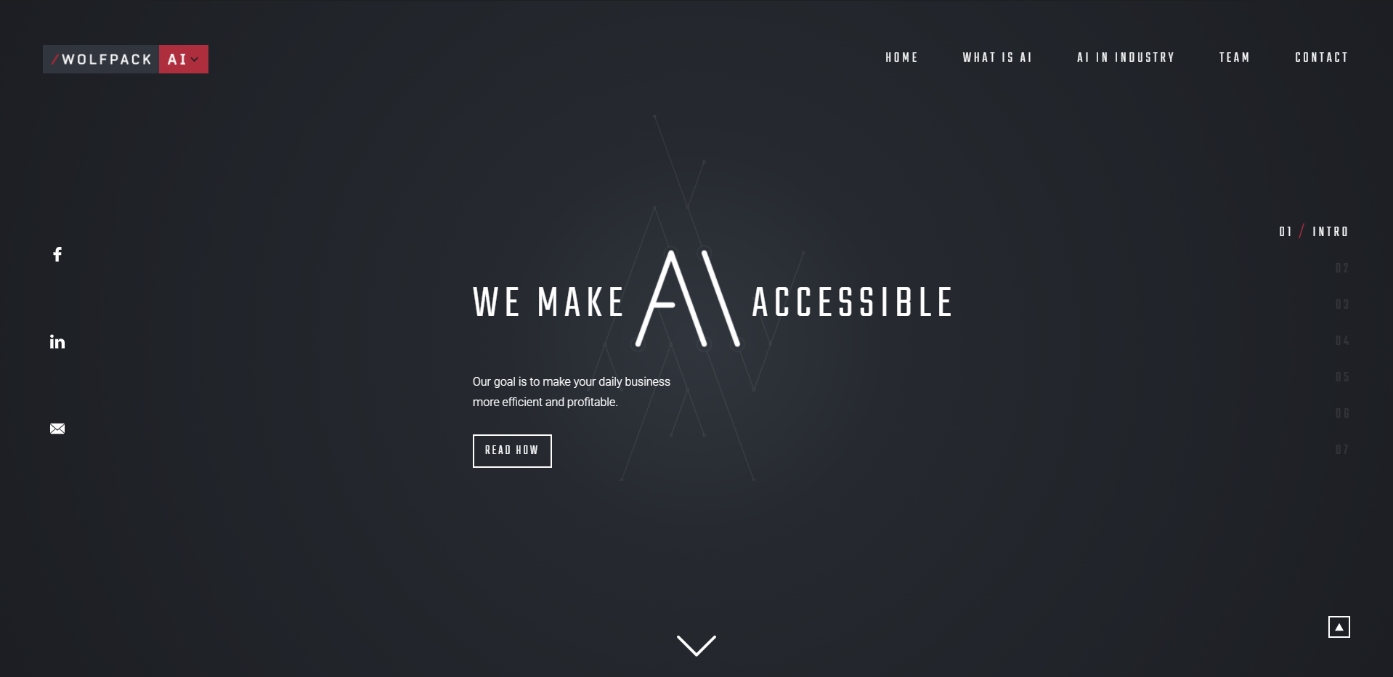 /WOLFPACK AI
HOME WHAT IS AI AI IN INDUSTRY TEAM CONTACT
01 / INTRO
02
03
04
05
06
07
WE MAKE AI ACCESSIBLE
Our goal is to make your daily business
more efficient and profitable.
READ HOW